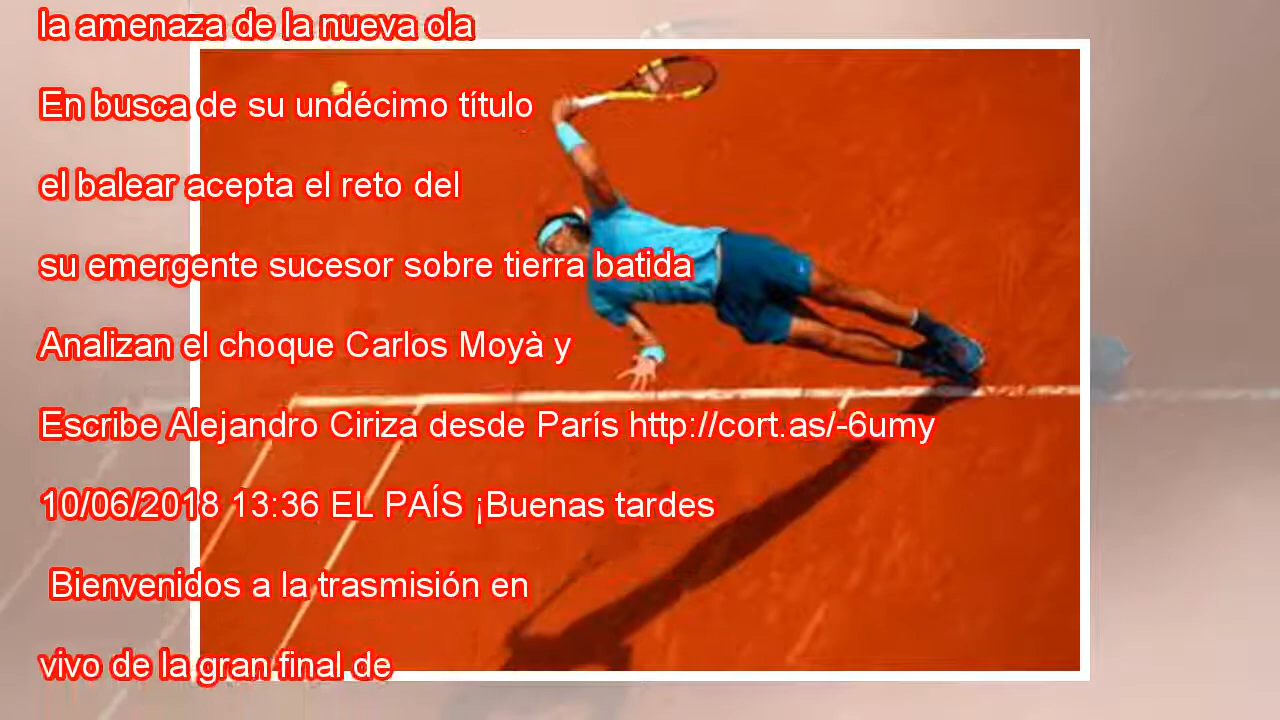 la amenaza de la nueva ola
En busca de su undécimo título
el balear acepta el reto del
su emergente sucesor sobre tierra batida
Analizan el choque Carlos Moyà y
Escribe Alejandro Ciriza desde París http://cort.as/-6umy
10/06/2018 13:36 EL PAÍS ¡Buenas tardes
Bienvenidos a la trasmisión en
vivo de la gran final de